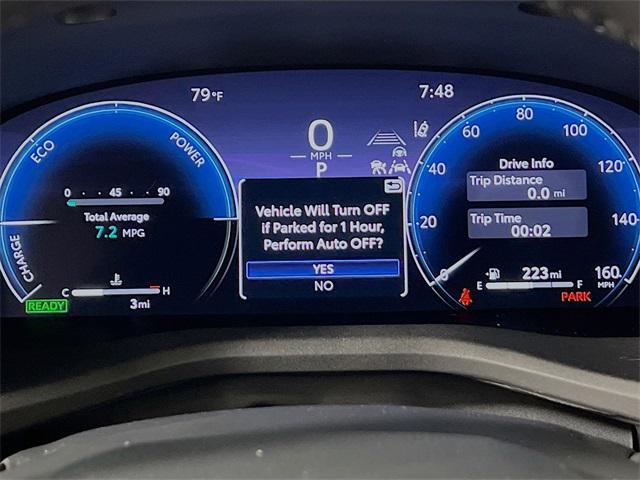 79°F
7:48
0
MPH
P
ECO
POWER
CHARGE
0 45 90
Total Average
7.2 MPG
C H
READY
3mi
Vehicle Will Turn OFF
if Parked for 1 Hour,
Perform Auto OFF?
YES
NO
0
20
40
60
80
100
120
140
160
MPH
Drive Info
Trip Distance
0.0 mi
Trip Time
00:02
223mi
E F
PARK